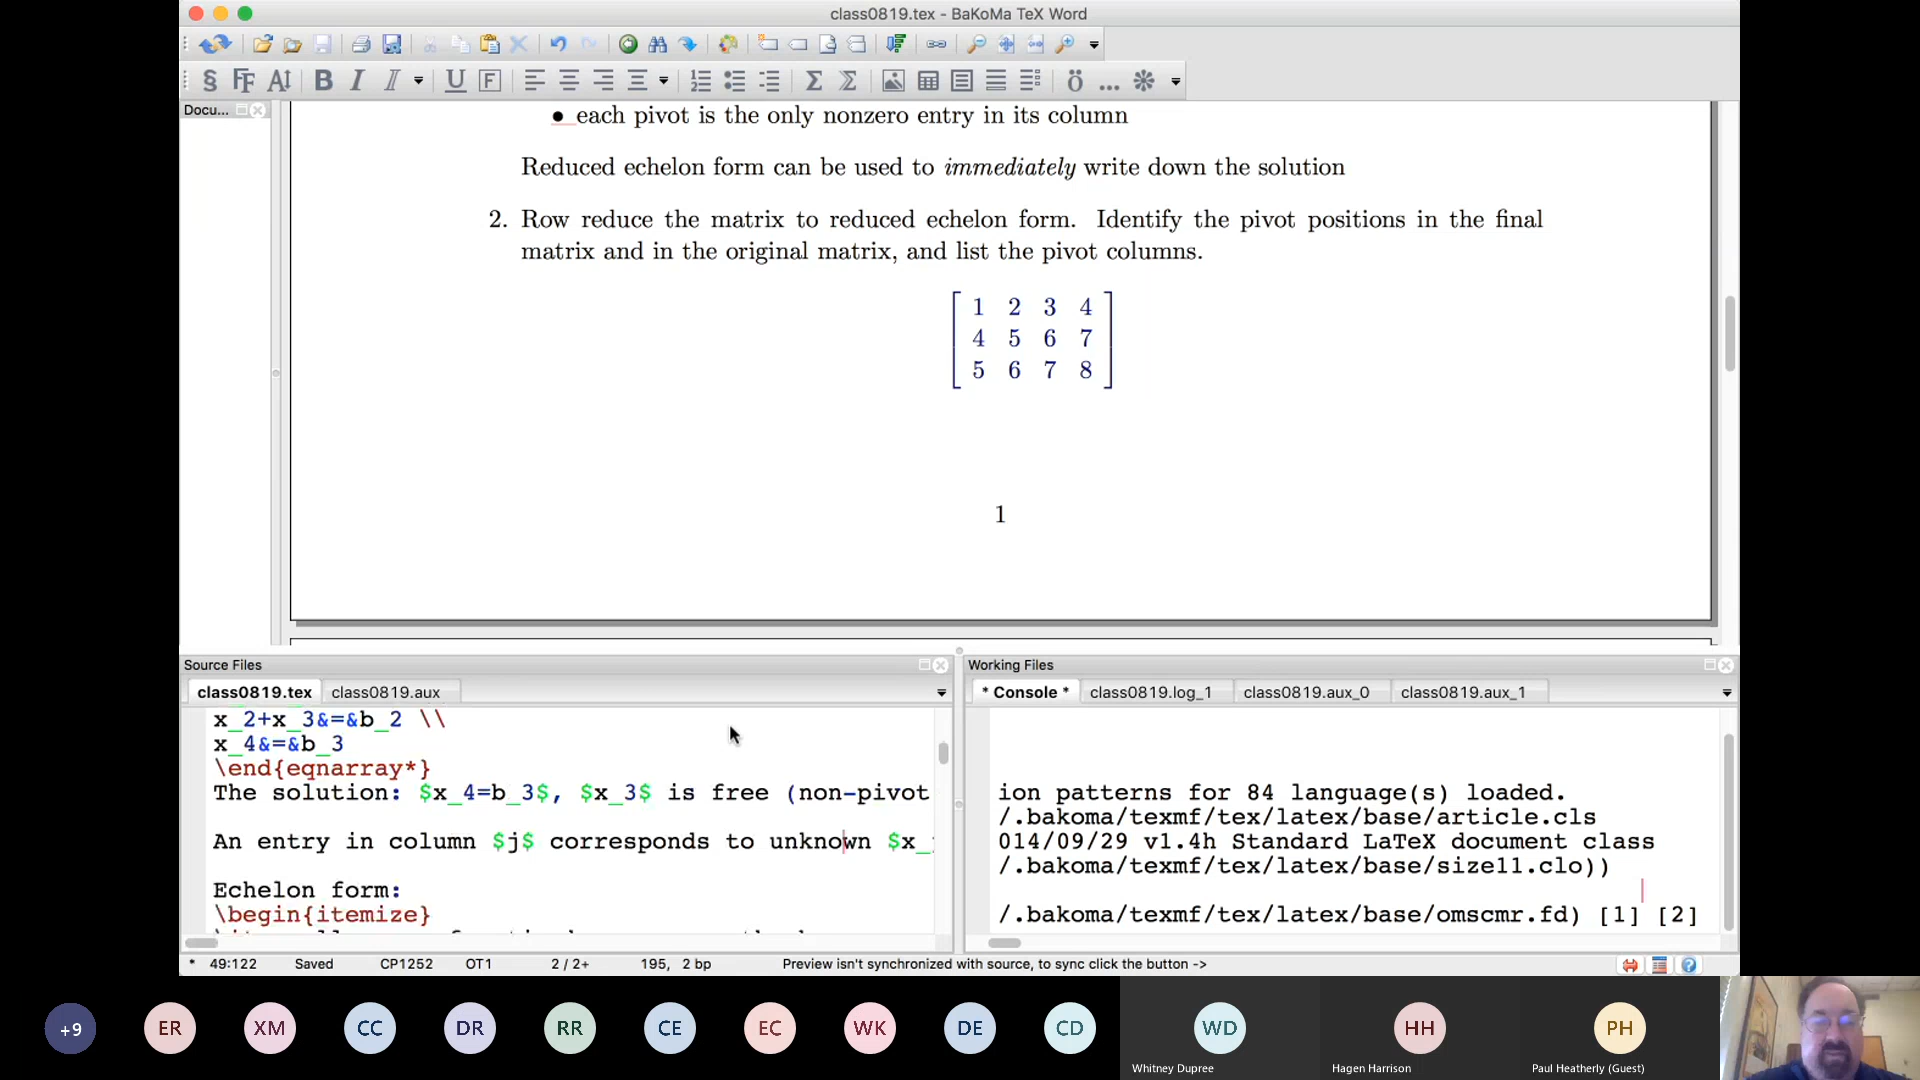 class0819.tex - BaKoMa TeX Word
§ FF A B I I U F Σ Σ Ö ...
Docu...
• each pivot is the only nonzero entry in its column
Reduced echelon form can be used to immediately write down the solution
2. Row reduce the matrix to reduced echelon form. Identify the pivot positions in the final
matrix and in the original matrix, and list the pivot columns.
1 2 3 4
4 5 6 7
5 6 7 8
1
Source Files
class0819.tex class0819.aux
x_2+x_3&=&b_2 \\
x_4&=&b_3
\end{eqnarray*}
The solution: $x_4=b_3$, $x_3$ is free (non-pivot
An entry in column $j$ corresponds to unknown $x_
Echelon form:
\begin{itemize}
* 49:122 Saved CP1252 OT1 2 / 2+ 195, 2 bp Preview isn't synchronized with source, to sync click the button ->
Working Files
* Console * class0819.log_1 class0819.aux_0 class0819.aux_1
ion patterns for 84 language(s) loaded.
/.bakoma/texmf/tex/latex/base/article.cls
014/09/29 v1.4h Standard LaTeX document class
/.bakoma/texmf/tex/latex/base/size11.clo))
/.bakoma/texmf/tex/latex/base/omscmr.fd) [1] [2]
+9 ER XM CC DR RR CE EC WK DE CD WD HH PH
Whitney Dupree Hagen Harrison Paul Heatherly (Guest)